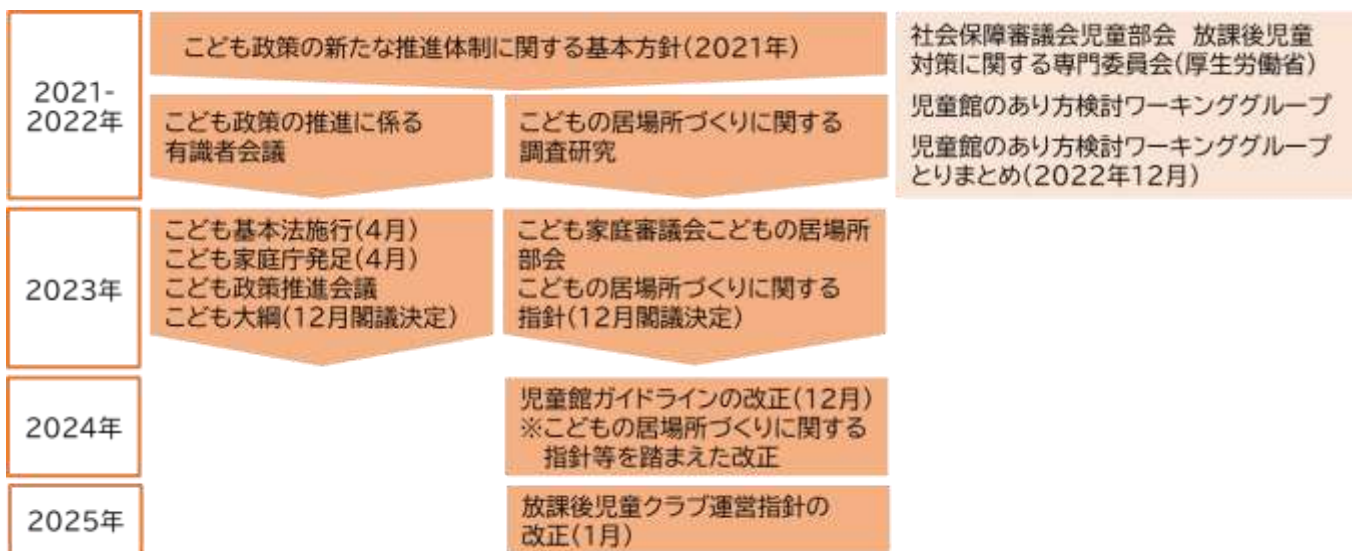 2021-
2022年
こども政策の新たな推進体制に関する基本方針(2021年)
こども政策の推進に係る
有識者会議
こどもの居場所づくりに関する
調査研究
社会保障審議会児童部会 放課後児童
対策に関する専門委員会(厚生労働省)
児童館のあり方検討ワーキンググループ
児童館のあり方検討ワーキンググループ
とりまとめ(2022年12月)
2023年
こども基本法施行(4月)
こども家庭庁発足(4月)
こども政策推進会議
こども大綱(12月閣議決定)
こども家庭審議会こどもの居場所
部会
こどもの居場所づくりに関する
指針(12月閣議決定)
2024年
児童館ガイドラインの改正(12月)
※こどもの居場所づくりに関する
指針等を踏まえた改正
2025年
放課後児童クラブ運営指針の
改正(1月)